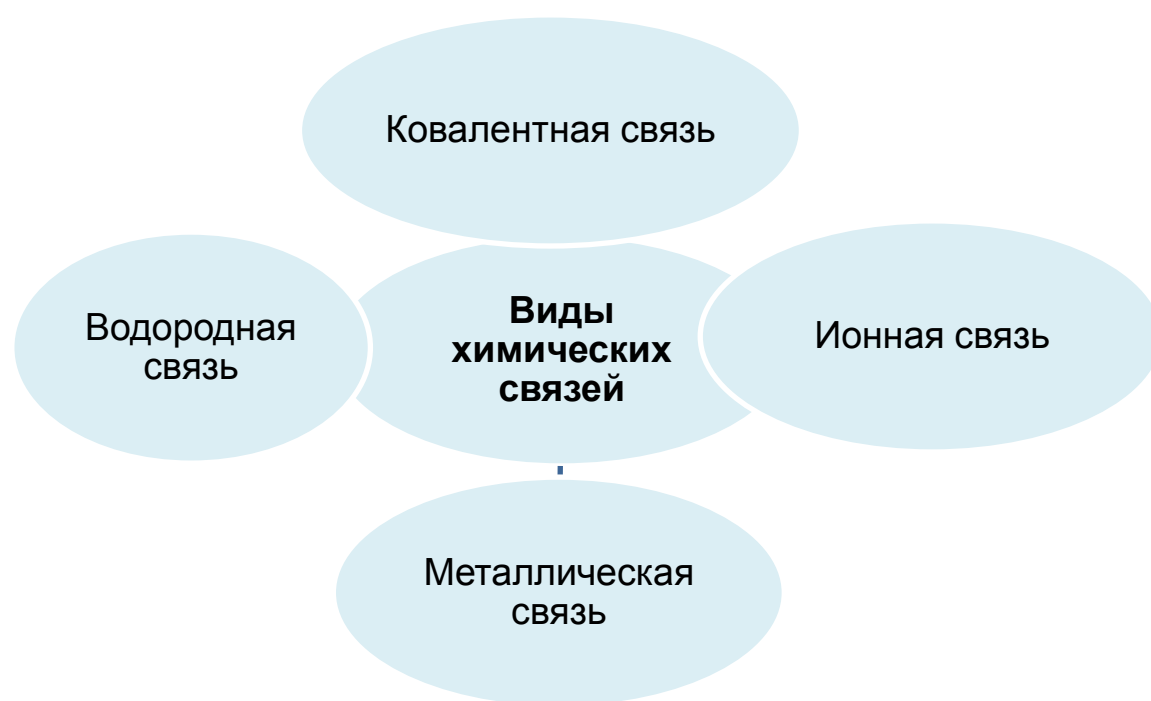 Ковалентная связь
Водородная
связь
Виды
химических
связей
Ионная связь
Металлическая
связь